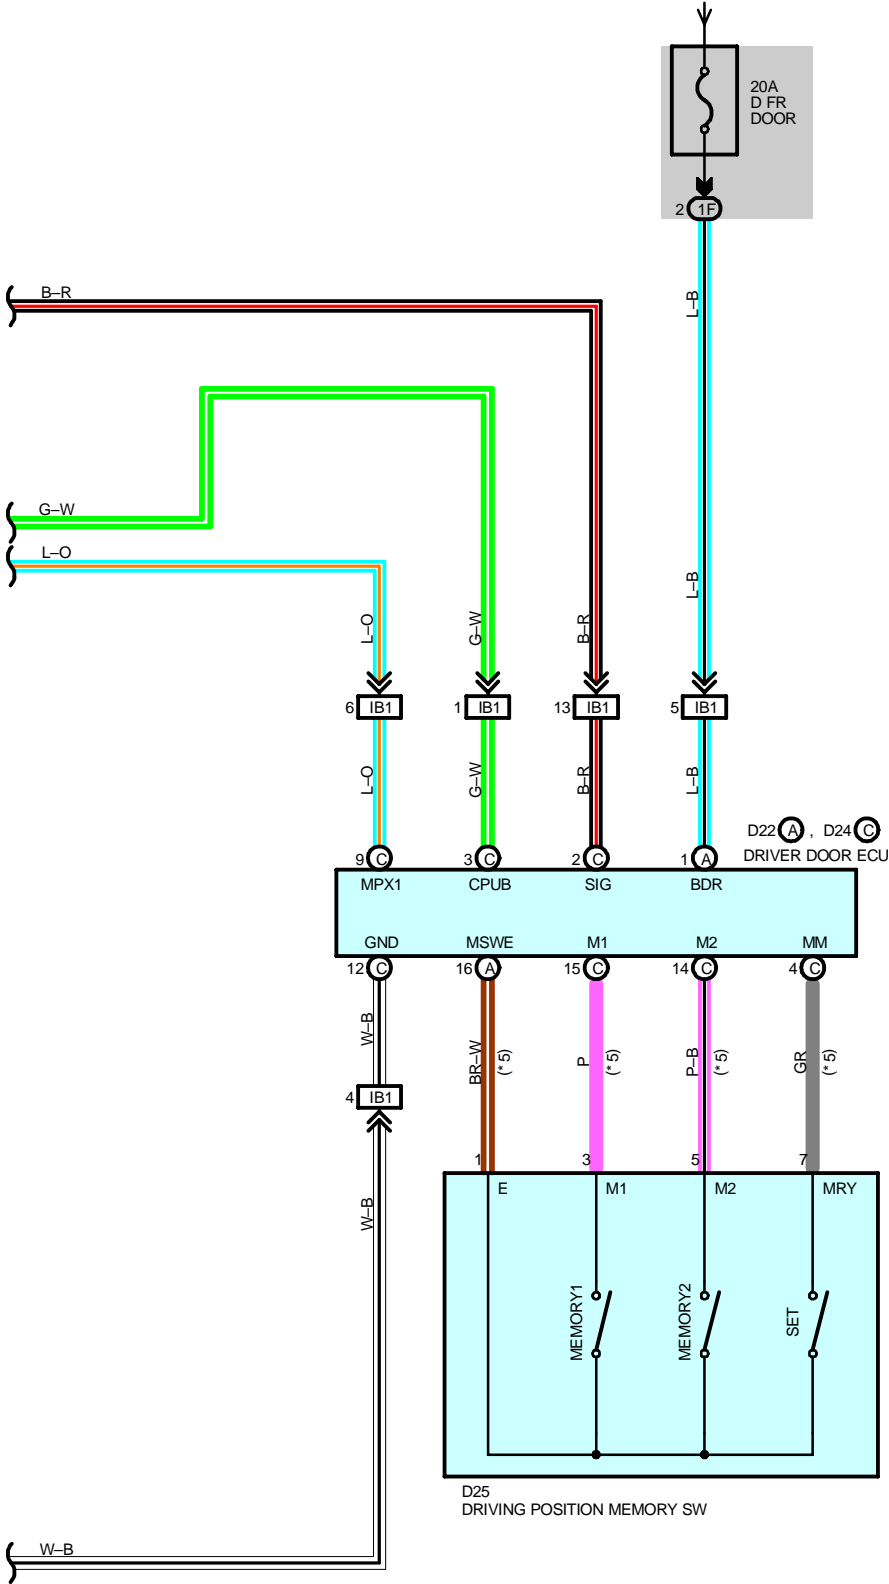 20A
D FR
DOOR
2 1F
B–R
L–B
G–W
L–O
L–O
G–W
B–R
L–B
6 IB1
1 IB1
13 IB1
5 IB1
L–O
G–W
B–R
L–B
D22 A , D24 C
DRIVER DOOR ECU
9 C
3 C
2 C
1 A
MPX1
CPUB
SIG
BDR
GND
MSWE
M1
M2
MM
12 C
16 A
15 C
14 C
4 C
W–B
BR–W
(* 5)
P
(* 5)
P–B
(* 5)
GR
(* 5)
4 IB1
1
3
5
7
E
M1
M2
MRY
W–B
MEMORY1
MEMORY2
SET
D25
DRIVING POSITION MEMORY SW
W–B